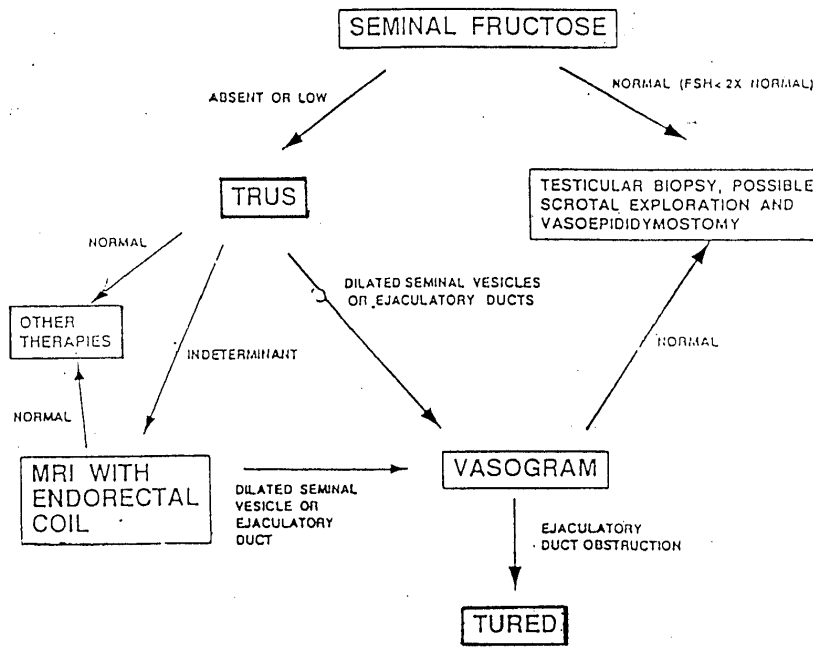 SEMINAL FRUCTOSE
ABSENT OR LOW
NORMAL (FSH< 2X NORMAL)
TRUS
TESTICULAR BIOPSY, POSSIBLE
SCROTAL EXPLORATION AND
VASOEPIDIDYMOSTOMY
NORMAL
DILATED SEMINAL VESICLES
OR EJACULATORY DUCTS
OTHER
THERAPIES
INDETERMINANT
NORMAL
NORMAL
MRI WITH
ENDORECTAL
COIL
DILATED SEMINAL
VESICLE OR
EJACULATORY
DUCT
VASOGRAM
EJACULATORY
DUCT OBSTRUCTION
TURED